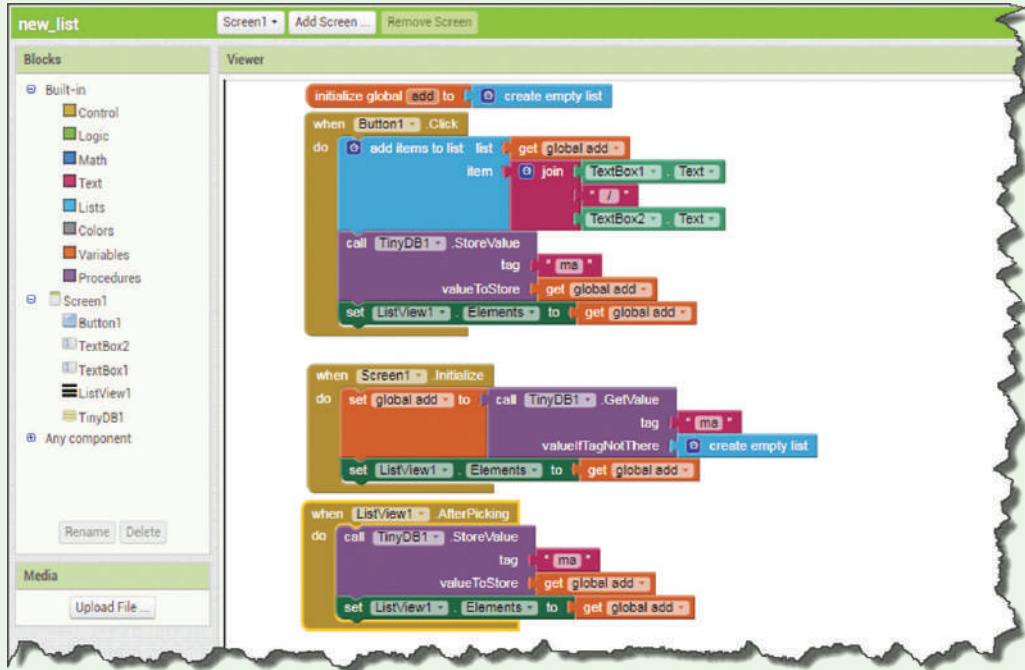 new_list Screen1 Add Screen ... Remove Screen
Blocks
Viewer
Built-in
Control
Logic
Math
Text
Lists
Colors
Variables
Procedures
Screen1
Button1
TextBox2
TextBox1
ListView1
TinyDB1
Any component
Rename Delete
Media
Upload File ...
initialize global add to create empty list
when Button1 .Click
do add items to list list get global add
item join TextBox1 . Text
" / "
TextBox2 . Text
call TinyDB1 .StoreValue
tag " ma "
valueToStore get global add
set ListView1 . Elements to get global add
when Screen1 .Initialize
do set global add to call TinyDB1 .GetValue
tag " ma "
valueIfTagNotThere create empty list
set ListView1 . Elements to get global add
when ListView1 .AfterPicking
do call TinyDB1 .StoreValue
tag " ma "
valueToStore get global add
set ListView1 . Elements to get global add